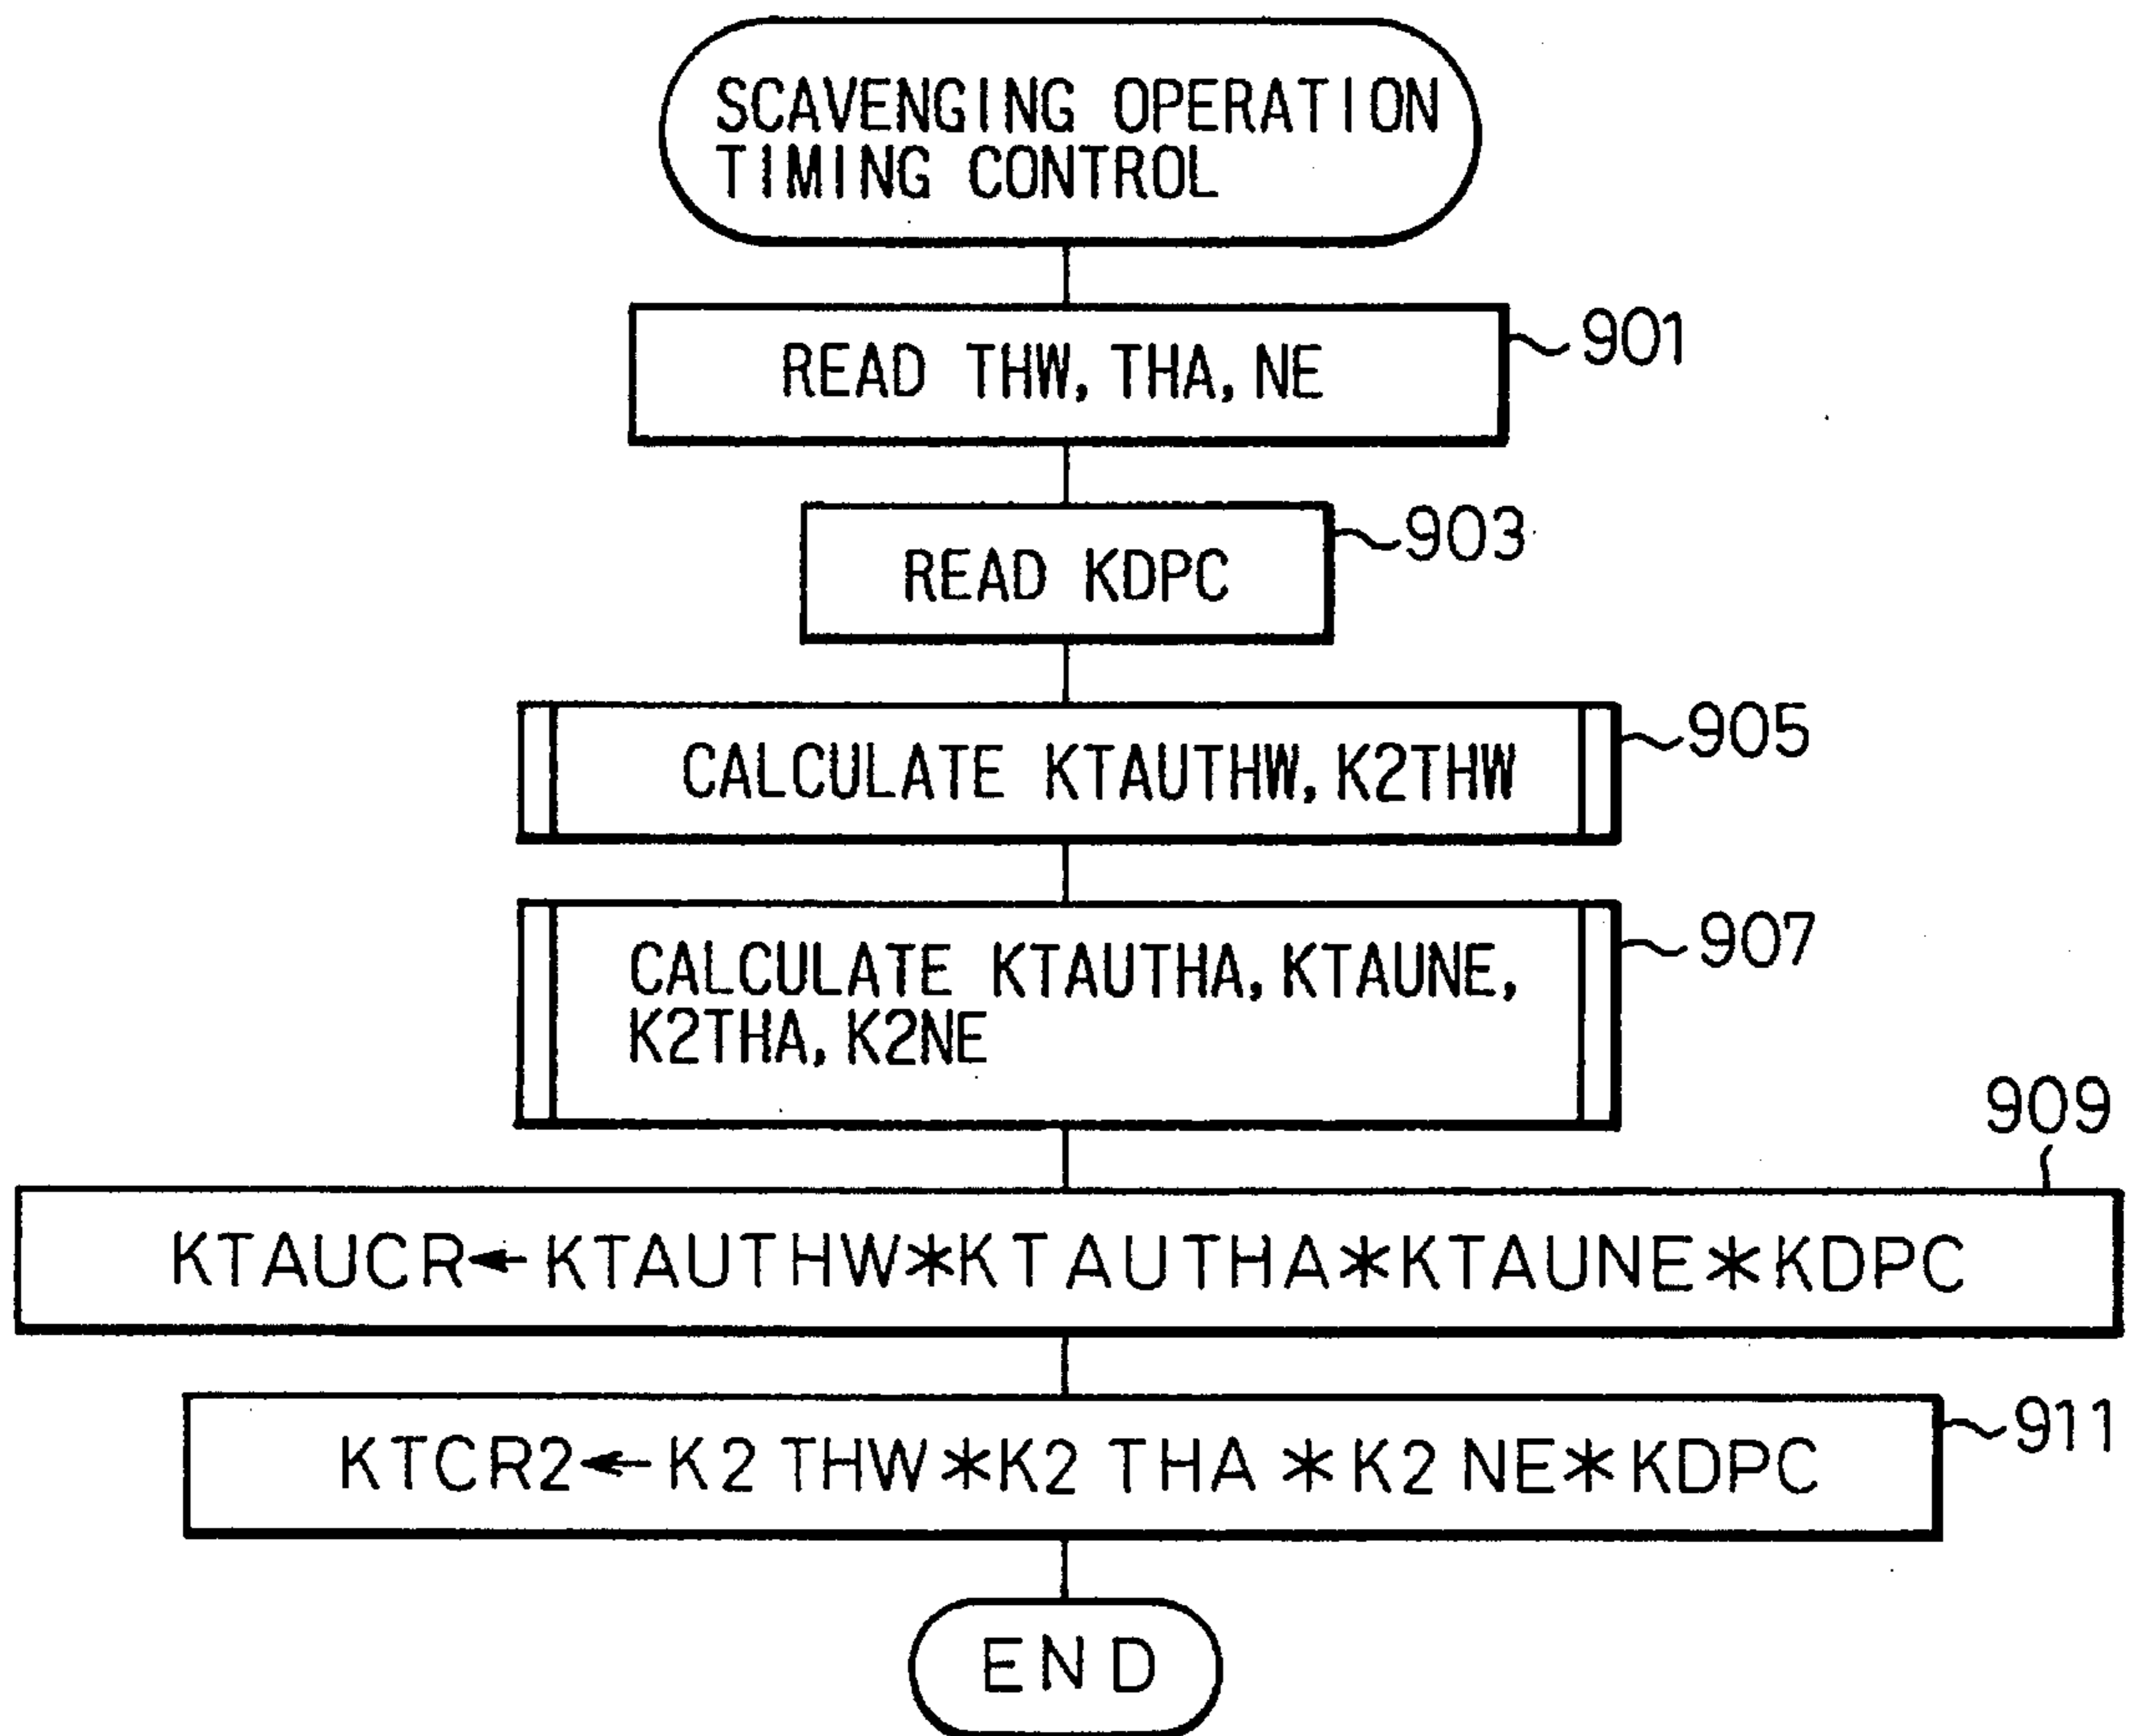 SCAVENGING OPERATION
TIMING CONTROL
READ THW, THA, NE
901
READ KDPC
903
CALCULATE KTAUTHW, K2THW
905
CALCULATE KTAUTHA, KTAUNE,
K2THA, K2NE
907
909
KTAUCR←KTAUTHW*KTAUTHA*KTAUNE*KDPC
KTCR2←K2THW*K2THA*K2NE*KDPC
911
END